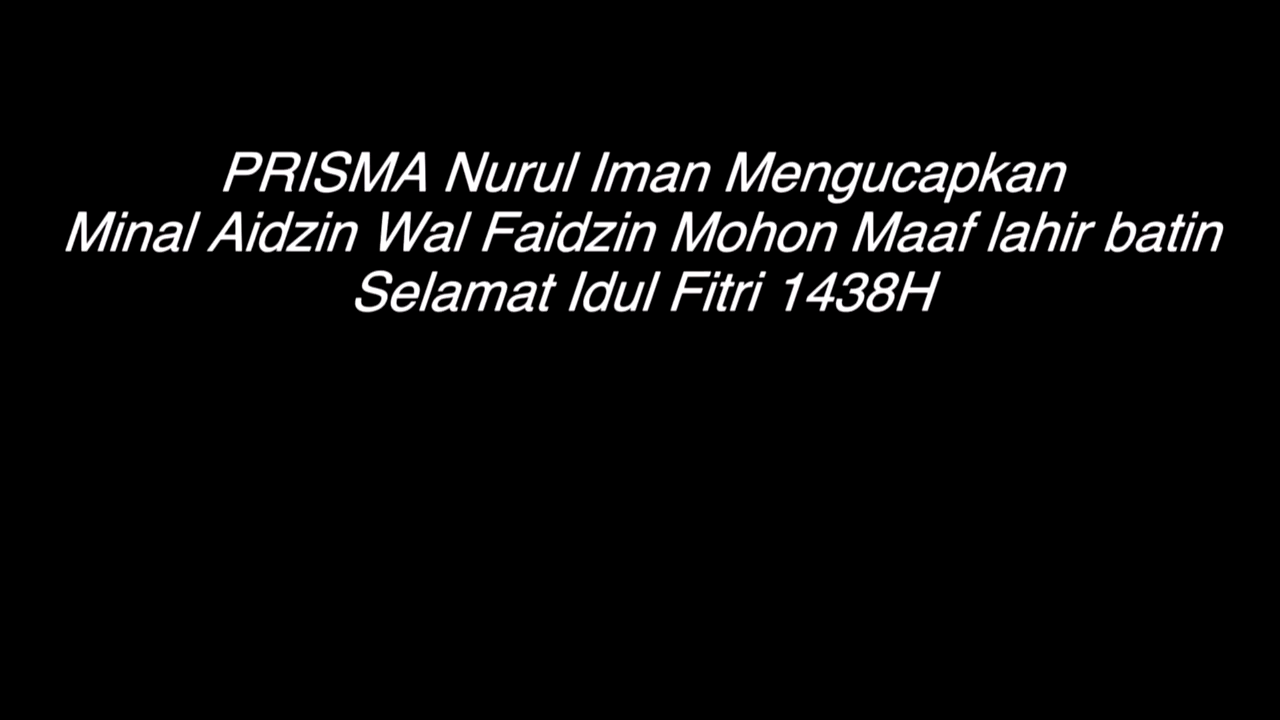 PRISMA Nurul Iman Mengucapkan
Minal Aidzin Wal Faidzin Mohon Maaf lahir batin
Selamat Idul Fitri 1438H